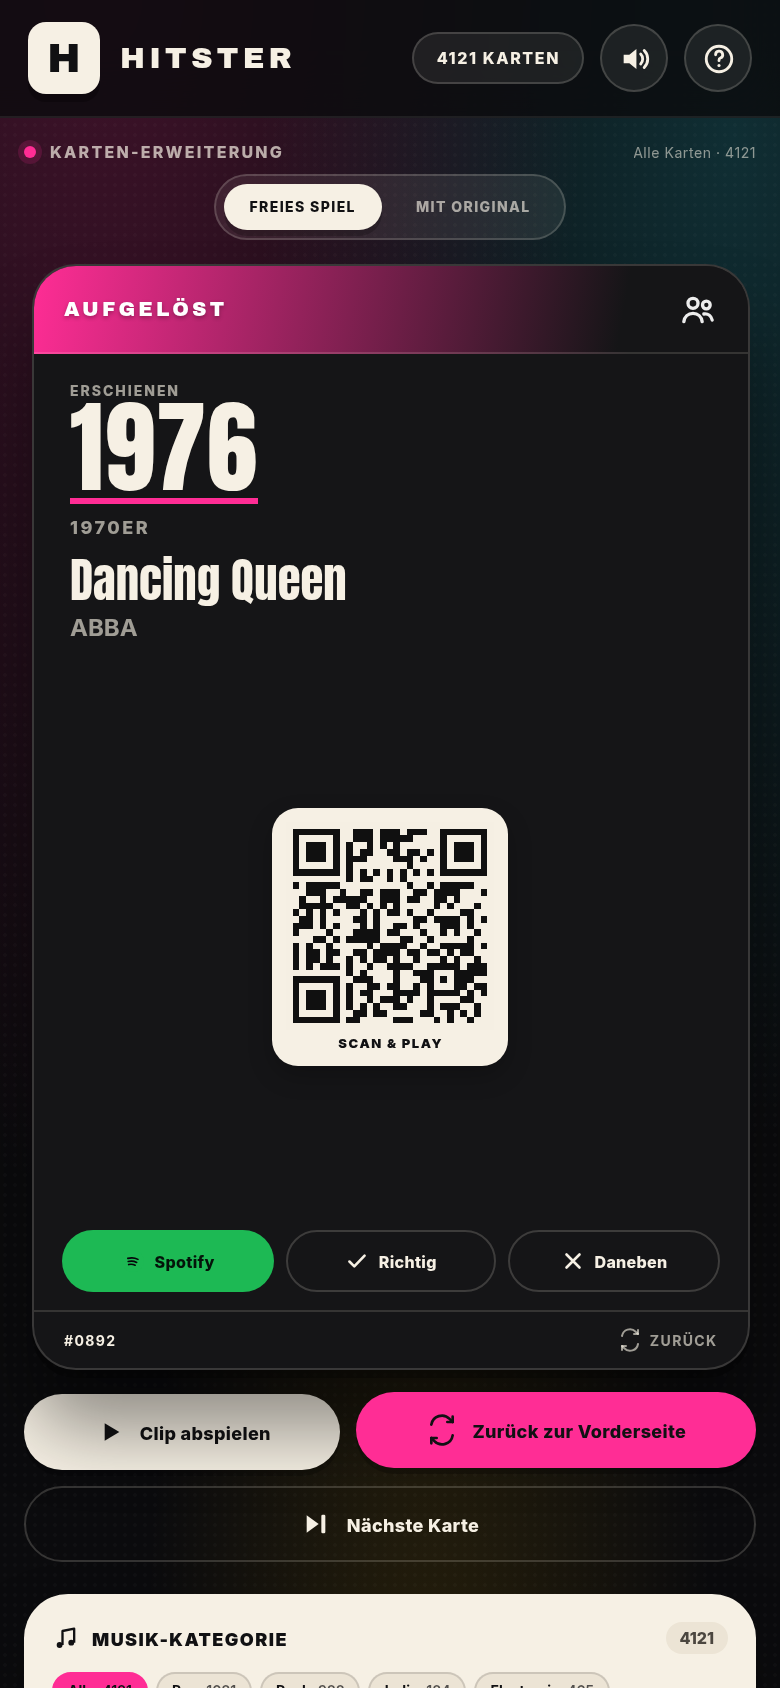 H HITSTER 4121 KARTEN
KARTEN-ERWEITERUNG Alle Karten · 4121
FREIES SPIEL MIT ORIGINAL
AUFGELÖST
ERSCHIENEN
1976
1970ER
Dancing Queen
ABBA
SCAN & PLAY
Spotify Richtig Daneben
#0892 ZURÜCK
Clip abspielen Zurück zur Vorderseite
Nächste Karte
MUSIK-KATEGORIE 4121